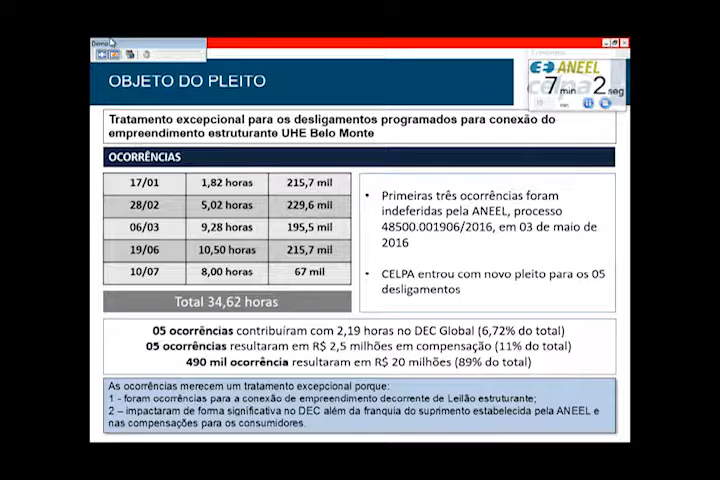 Demo
OBJETO DO PLEITO
ANEEL
celpa
7 min 2 seg
Tratamento excepcional para os desligamentos programados para conexão do
empreendimento estruturante UHE Belo Monte
OCORRÊNCIAS
17/01 1,82 horas 215,7 mil
28/02 5,02 horas 229,6 mil
06/03 9,28 horas 195,5 mil
19/06 10,50 horas 215,7 mil
10/07 8,00 horas 67 mil
Total 34,62 horas
• Primeiras três ocorrências foram
indeferidas pela ANEEL, processo
48500.001906/2016, em 03 de maio de
2016
• CELPA entrou com novo pleito para os 05
desligamentos
05 ocorrências contribuíram com 2,19 horas no DEC Global (6,72% do total)
05 ocorrências resultaram em R$ 2,5 milhões em compensação (11% do total)
490 mil ocorrência resultaram em R$ 20 milhões (89% do total)
As ocorrências merecem um tratamento excepcional porque:
1 - foram ocorrências para a conexão de empreendimento decorrente de Leilão estruturante;
2 – impactaram de forma significativa no DEC além da franquia do suprimento estabelecida pela ANEEL e
nas compensações para os consumidores.